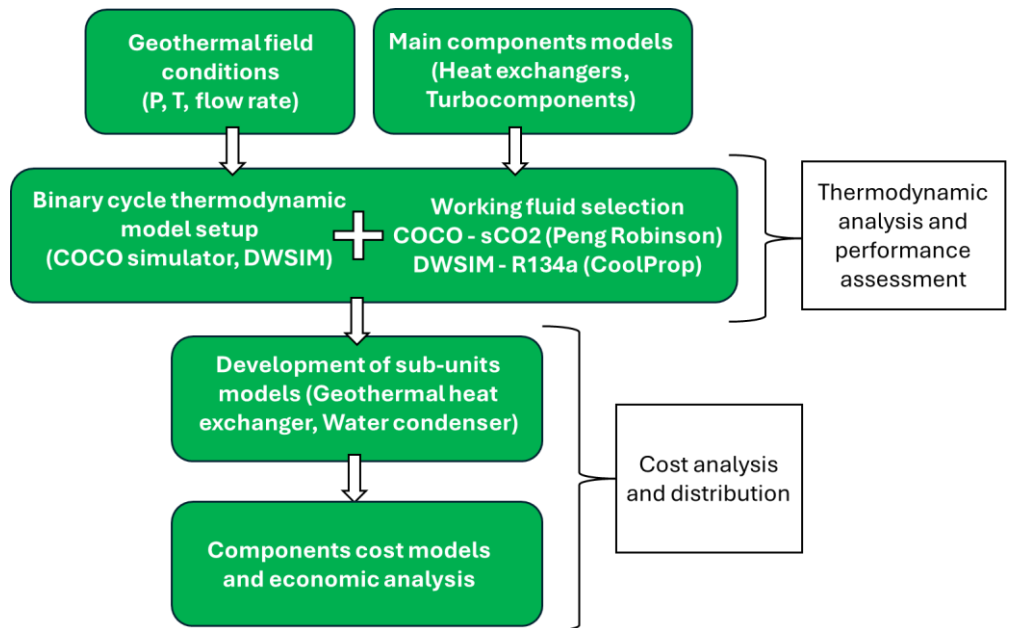 Geothermal field
conditions
(P, T, flow rate)
Main components models
(Heat exchangers,
Turbocomponents)
Binary cycle thermodynamic
model setup
(COCO simulator, DWSIM)
Working fluid selection
COCO - sCO2 (Peng Robinson)
DWSIM - R134a (CoolProp)
Thermodynamic
analysis and
performance
assessment
Development of sub-units
models (Geothermal heat
exchanger, Water condenser)
Cost analysis
and distribution
Components cost models
and economic analysis